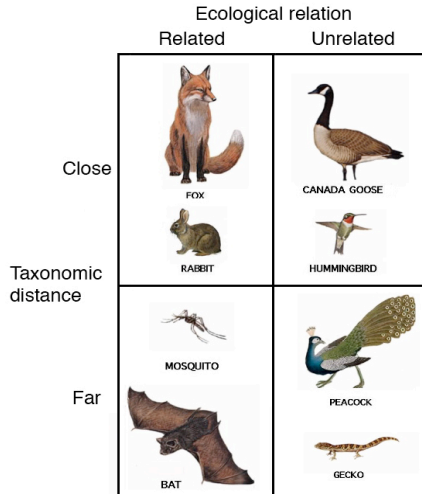 Ecological relation
Related Unrelated
Close
FOX
CANADA GOOSE
RABBIT
HUMMINGBIRD
Taxonomic
distance
MOSQUITO
Far
PEACOCK
BAT
GECKO